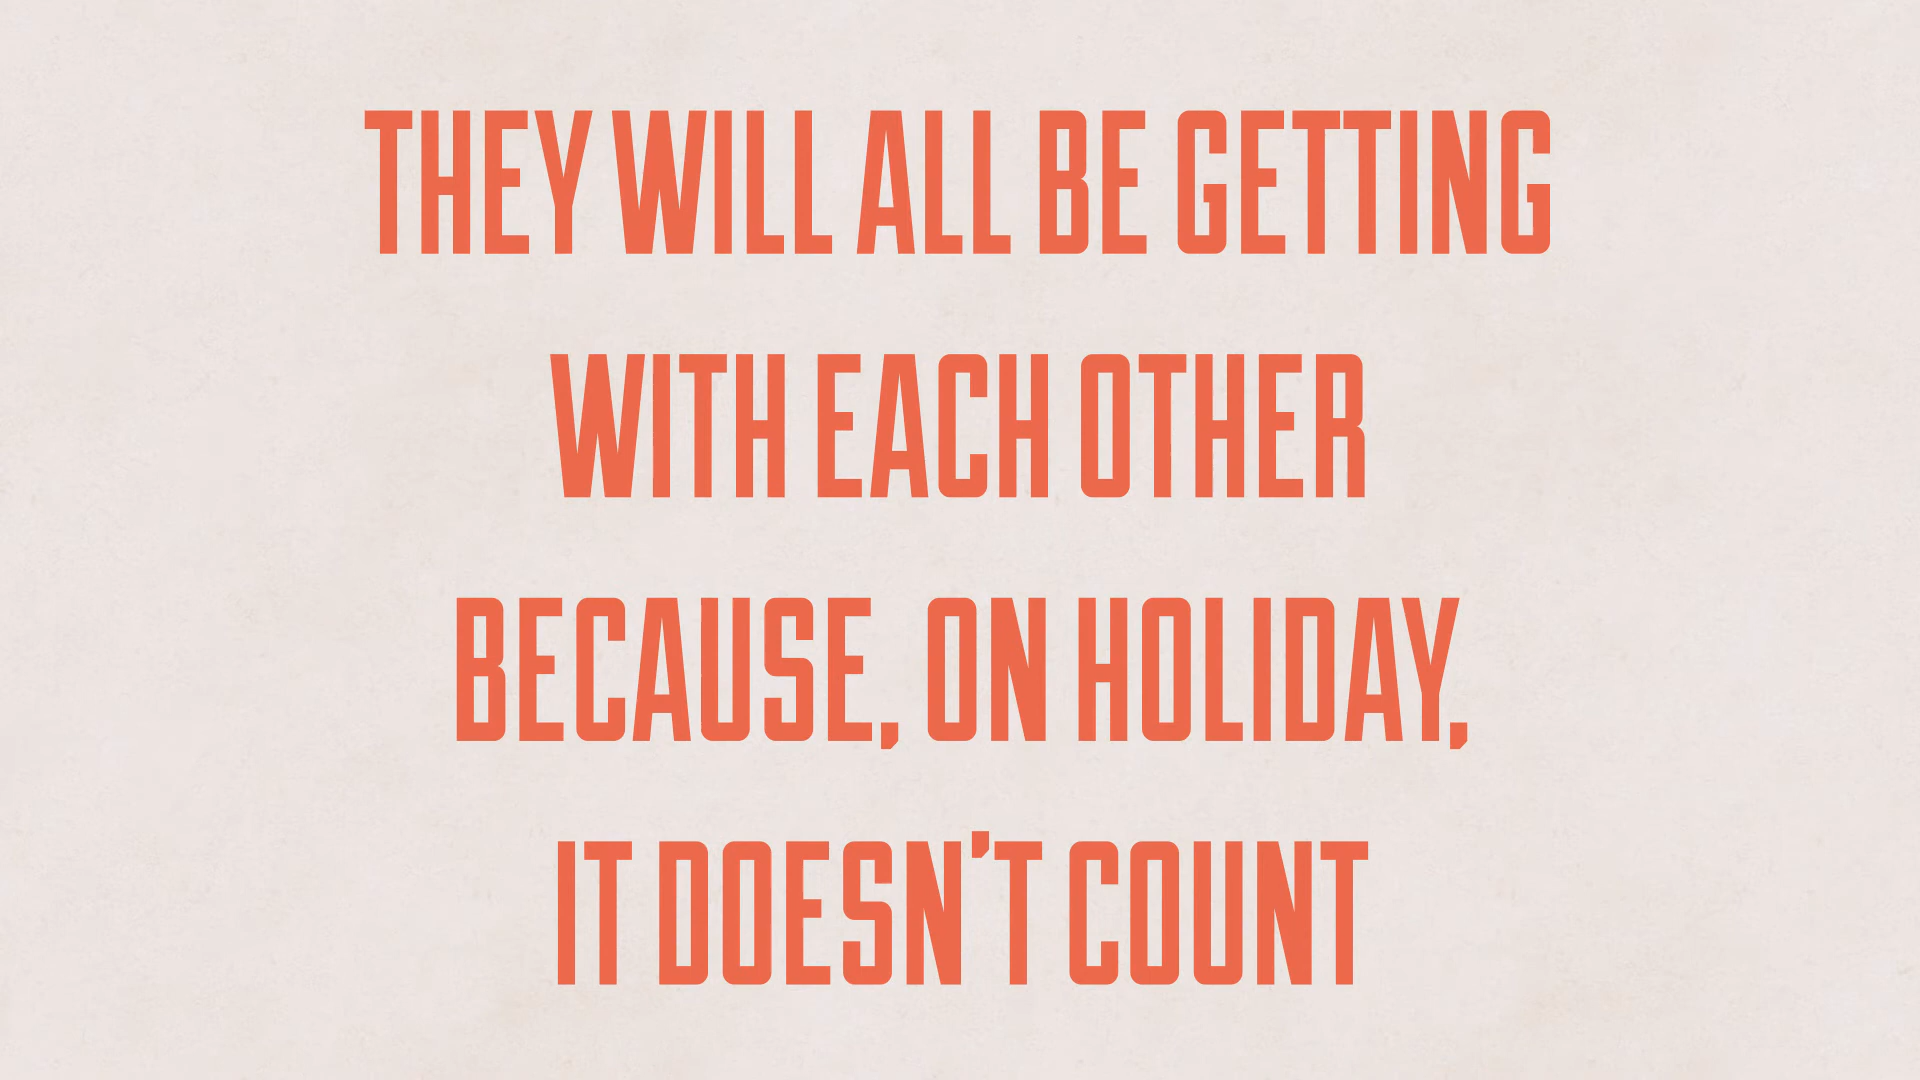 THEY WILL ALL BE GETTING
WITH EACH OTHER
BECAUSE, ON HOLIDAY,
IT DOESN'T COUNT